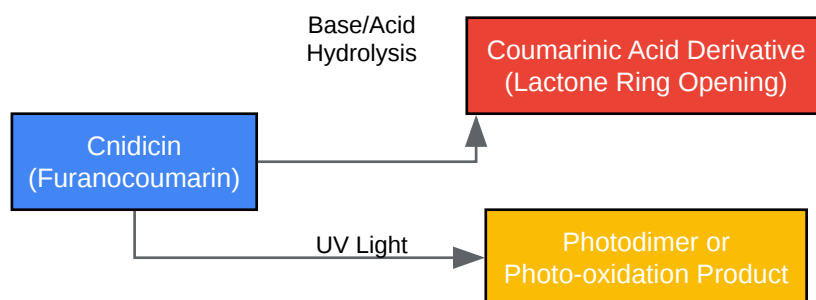 Base/Acid
Hydrolysis
Coumarinic Acid Derivative
(Lactone Ring Opening)
Cnidicin
(Furanocoumarin)
UV Light
Photodimer or
Photo-oxidation Product